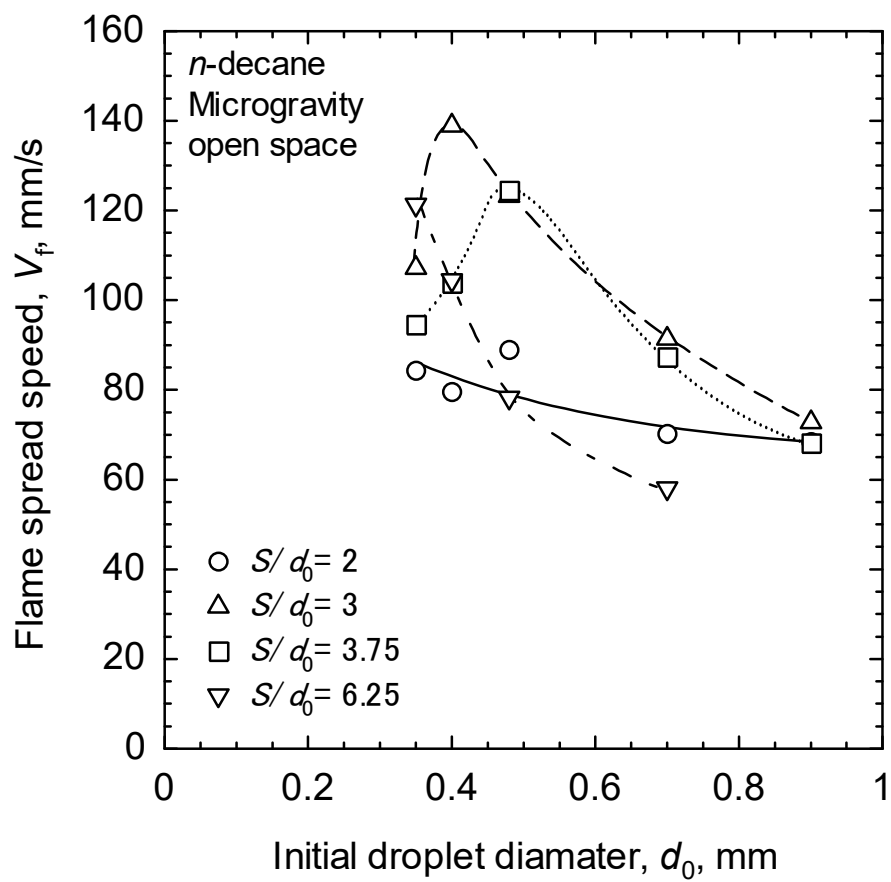 160
140
120
100
80
60
40
20
0
Flame spread speed, Vf, mm/s
n-decane
Microgravity
open space
S/d0= 2
S/d0= 3
S/d0= 3.75
S/d0= 6.25
0 0.2 0.4 0.6 0.8 1
Initial droplet diamater, d0, mm